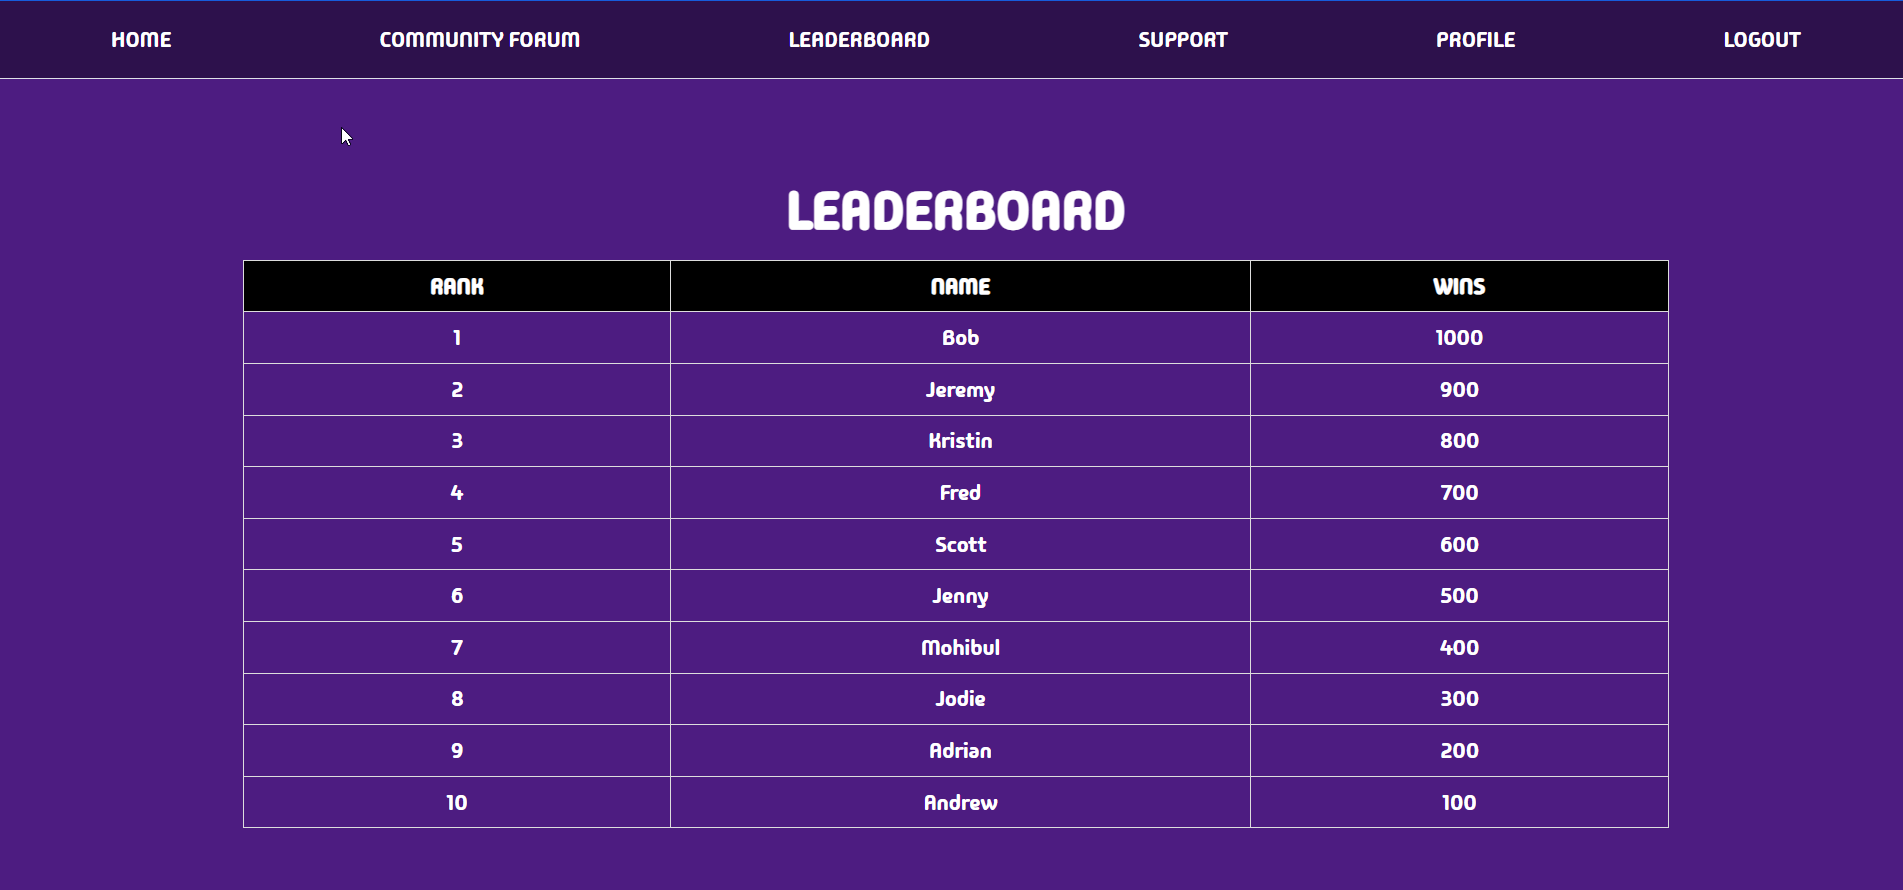 HOME COMMUNITY FORUM LEADERBOARD SUPPORT PROFILE LOGOUT
LEADERBOARD
RANK NAME WINS
1 Bob 1000
2 Jeremy 900
3 Kristin 800
4 Fred 700
5 Scott 600
6 Jenny 500
7 Mohibul 400
8 Jodie 300
9 Adrian 200
10 Andrew 100